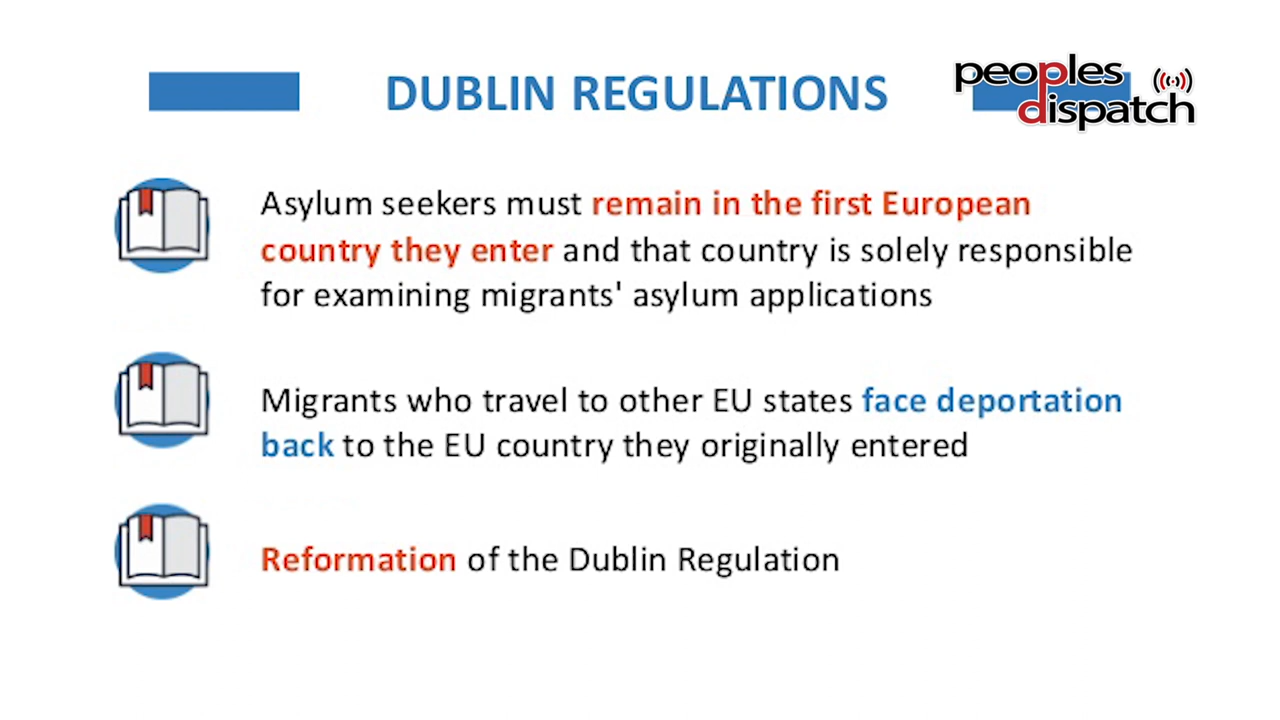 DUBLIN REGULATIONS
peoples
dispatch
Asylum seekers must remain in the first European
country they enter and that country is solely responsible
for examining migrants' asylum applications
Migrants who travel to other EU states face deportation
back to the EU country they originally entered
Reformation of the Dublin Regulation